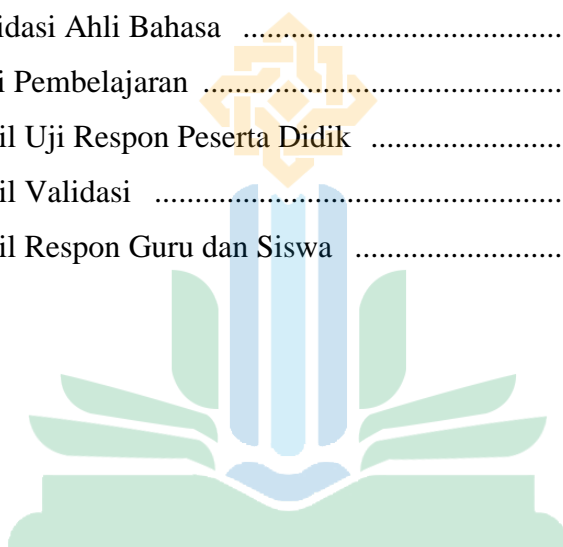 idasi Ahli Bahasa ......................................
i Pembelajaran ...........................................
il Uji Respon Peserta Didik .......................
il Validasi .................................................
il Respon Guru dan Siswa .........................